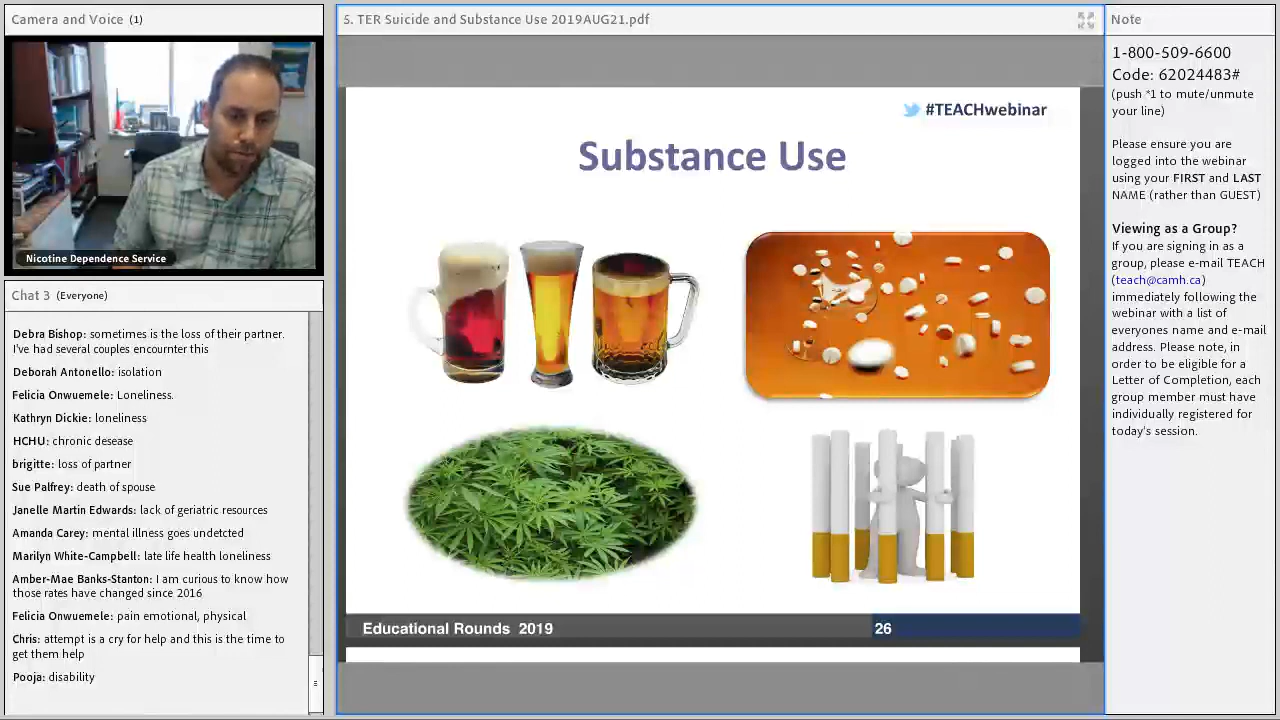 Camera and Voice (1)
Nicotine Dependence Service
Chat 3 (Everyone)
Debra Bishop: sometimes is the loss of their partner.
I've had several couples encounter this
Deborah Antonello: isolation
Felicia Onwuemele: Loneliness.
Kathryn Dickie: loneliness
HCHU: chronic desease
brigitte: loss of partner
Sue Palfrey: death of spouse
Janelle Martin Edwards: lack of geriatric resources
Amanda Carey: mental illness goes undetcted
Marilyn White-Campbell: late life health loneliness
Amber-Mae Banks-Stanton: I am curious to know how
those rates have changed since 2016
Felicia Onwuemele: pain emotional, physical
Chris: attempt is a cry for help and this is the time to
get them help
Pooja: disability
5. TER Suicide and Substance Use 2019AUG21.pdf
#TEACHwebinar
Substance Use
Educational Rounds 2019
26
Note
1-800-509-6600
Code: 62024483#
(push *1 to mute/unmute
your line)
Please ensure you are
logged into the webinar
using your FIRST and LAST
NAME (rather than GUEST)
Viewing as a Group?
If you are signing in as a
group, please e-mail TEACH
(teach@camh.ca)
immediately following the
webinar with a list of
everyones name and e-mail
address. Please note, in
order to be eligible for a
Letter of Completion, each
group member must have
individually registered for
today's session.